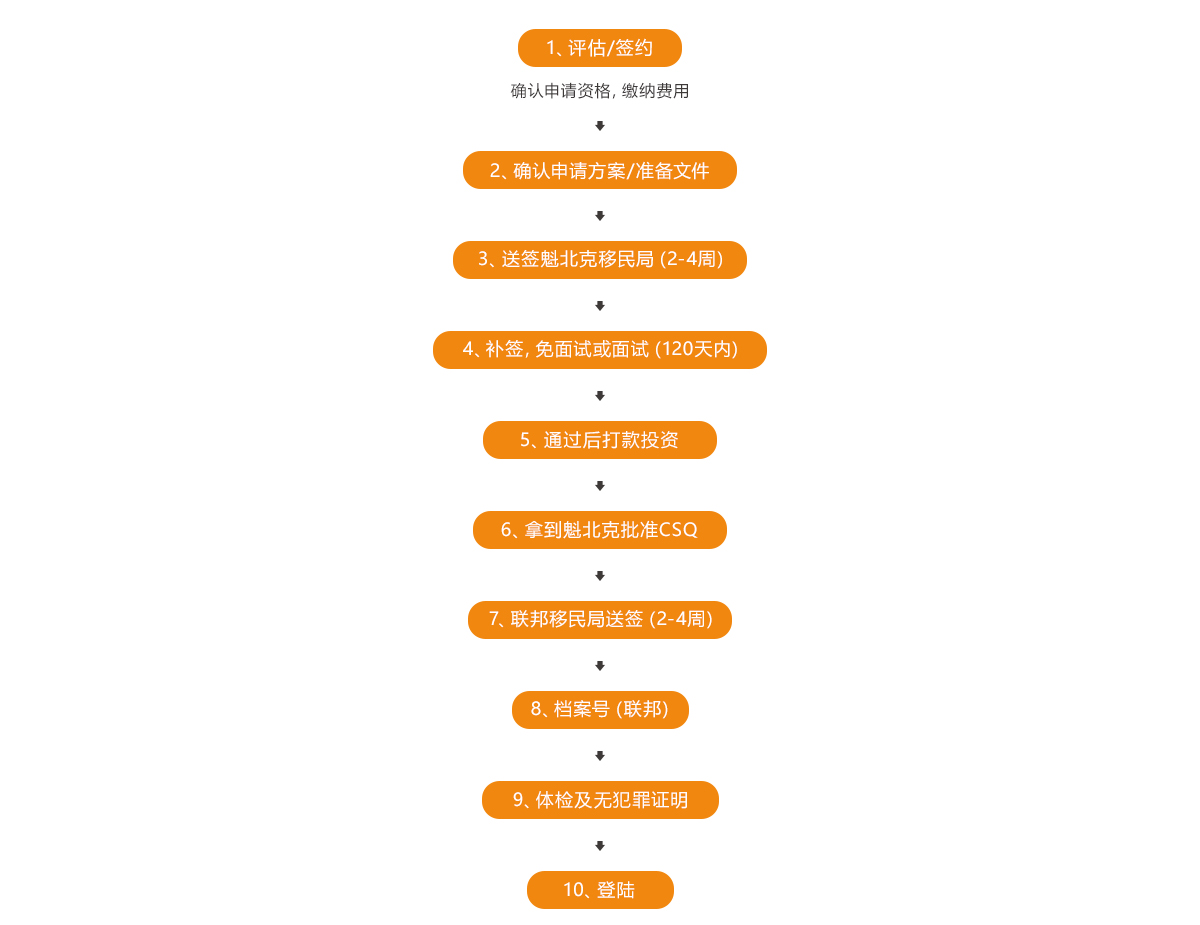 1、评估/签约
确认申请资格, 缴纳费用
2、确认申请方案/准备文件
3、送签魁北克移民局 (2-4周)
4、补签, 免面试或面试 (120天内)
5、通过后打款投资
6、拿到魁北克批准CSQ
7、联邦移民局送签 (2-4周)
8、档案号 (联邦)
9、体检及无犯罪证明
10、登陆